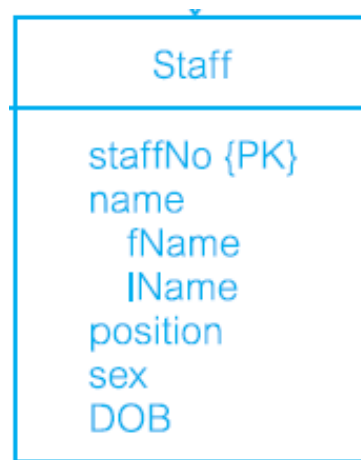 Staff
staffNo {PK}
name
fName
lName
position
sex
DOB